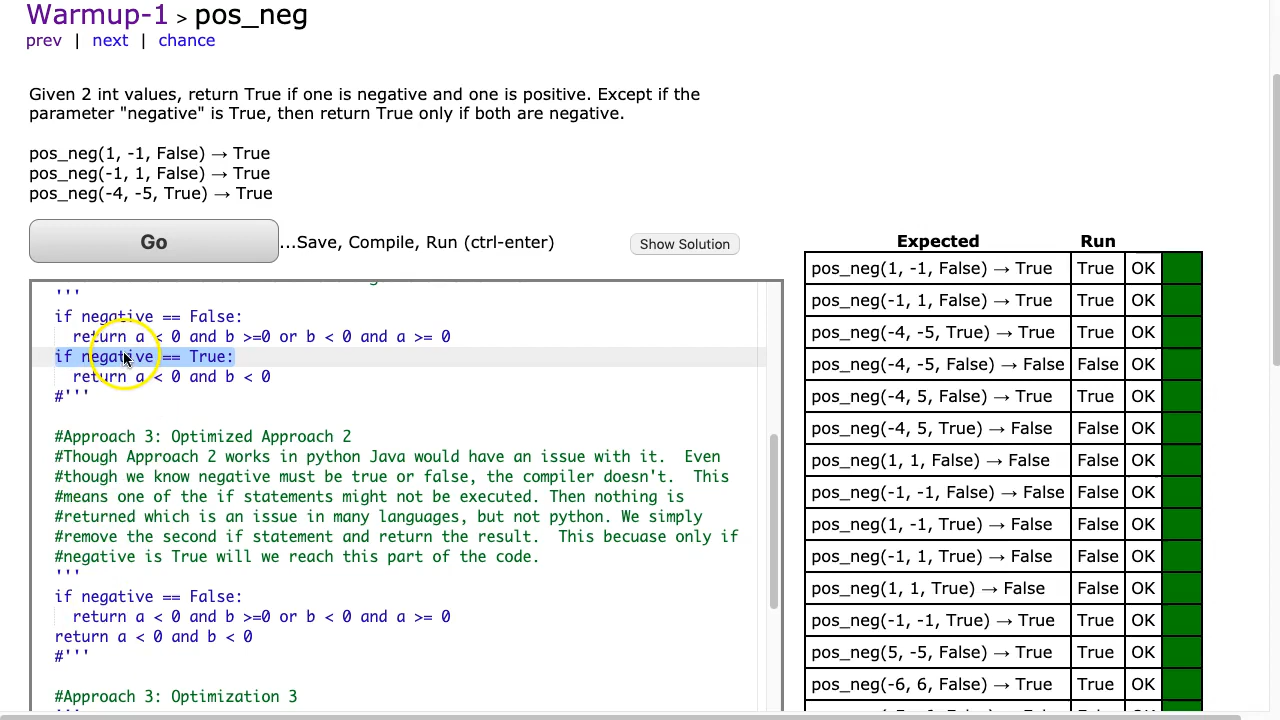 Warmup-1 > pos_neg
prev | next | chance
Given 2 int values, return True if one is negative and one is positive. Except if the
parameter "negative" is True, then return True only if both are negative.
pos_neg(1, -1, False) → True
pos_neg(-1, 1, False) → True
pos_neg(-4, -5, True) → True
Go
...Save, Compile, Run (ctrl-enter)
Show Solution
'''
if negative == False:
return a < 0 and b >=0 or b < 0 and a >= 0
if negative == True:
return a < 0 and b < 0
#'''
#Approach 3: Optimized Approach 2
#Though Approach 2 works in python Java would have an issue with it.  Even
#though we know negative must be true or false, the compiler doesn't.  This
#means one of the if statements might not be executed. Then nothing is
#returned which is an issue in many languages, but not python. We simply
#remove the second if statement and return the result.  This becuase only if
#negative is True will we reach this part of the code.
'''
if negative == False:
return a < 0 and b >=0 or b < 0 and a >= 0
return a < 0 and b < 0
#'''
#Approach 3: Optimization 3
Expected Run
pos_neg(1, -1, False) → True True OK
pos_neg(-1, 1, False) → True True OK
pos_neg(-4, -5, True) → True True OK
pos_neg(-4, -5, False) → False False OK
pos_neg(-4, 5, False) → True True OK
pos_neg(-4, 5, True) → False False OK
pos_neg(1, 1, False) → False False OK
pos_neg(-1, -1, False) → False False OK
pos_neg(1, -1, True) → False False OK
pos_neg(-1, 1, True) → False False OK
pos_neg(1, 1, True) → False False OK
pos_neg(-1, -1, True) → True True OK
pos_neg(5, -5, False) → True True OK
pos_neg(-6, 6, False) → True True OK